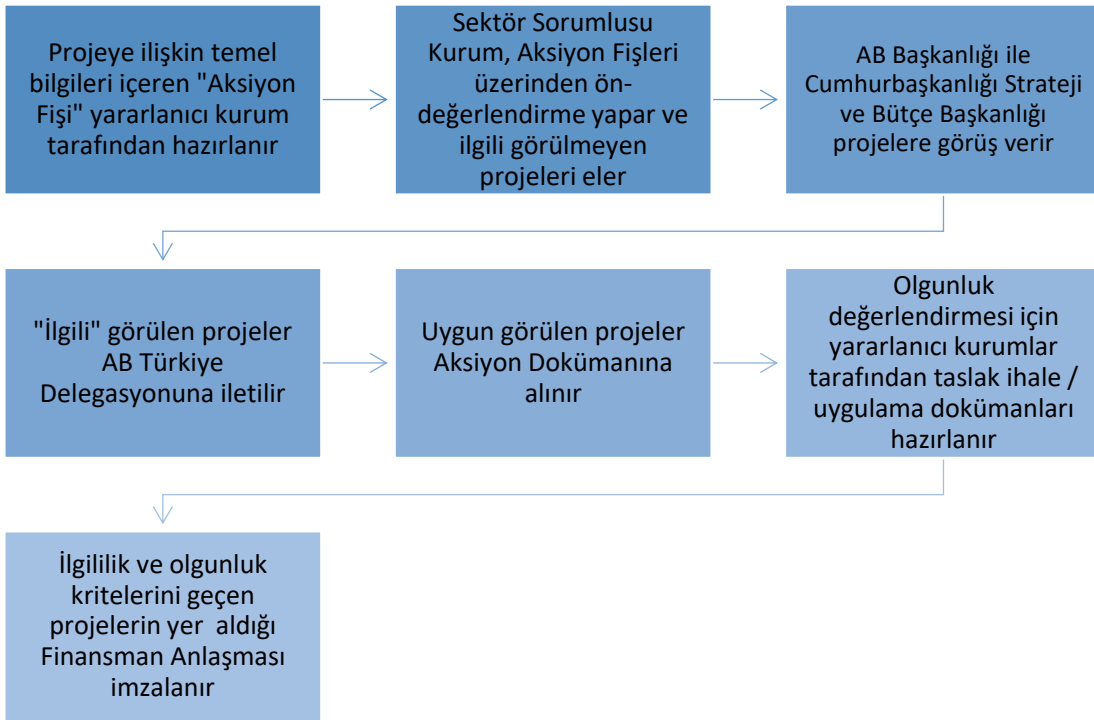 Projeye ilişkin temel
bilgileri içeren "Aksiyon
Fişi" yararlanıcı kurum
tarafından hazırlanır
Sektör Sorumlusu
Kurum, Aksiyon Fişleri
üzerinden ön-
değerlendirme yapar ve
ilgili görülmeyen
projeleri eler
AB Başkanlığı ile
Cumhurbaşkanlığı Strateji
ve Bütçe Başkanlığı
projelere görüş verir
"İlgili" görülen projeler
AB Türkiye
Delegasyonuna iletilir
Uygun görülen projeler
Aksiyon Dokümanına
alınır
Olgunluk
değerlendirmesi için
yararlanıcı kurumlar
tarafından taslak ihale /
uygulama dokümanları
hazırlanır
İlgililik ve olgunluk
kritelerini geçen
projelerin yer aldığı
Finansman Anlaşması
imzalanır